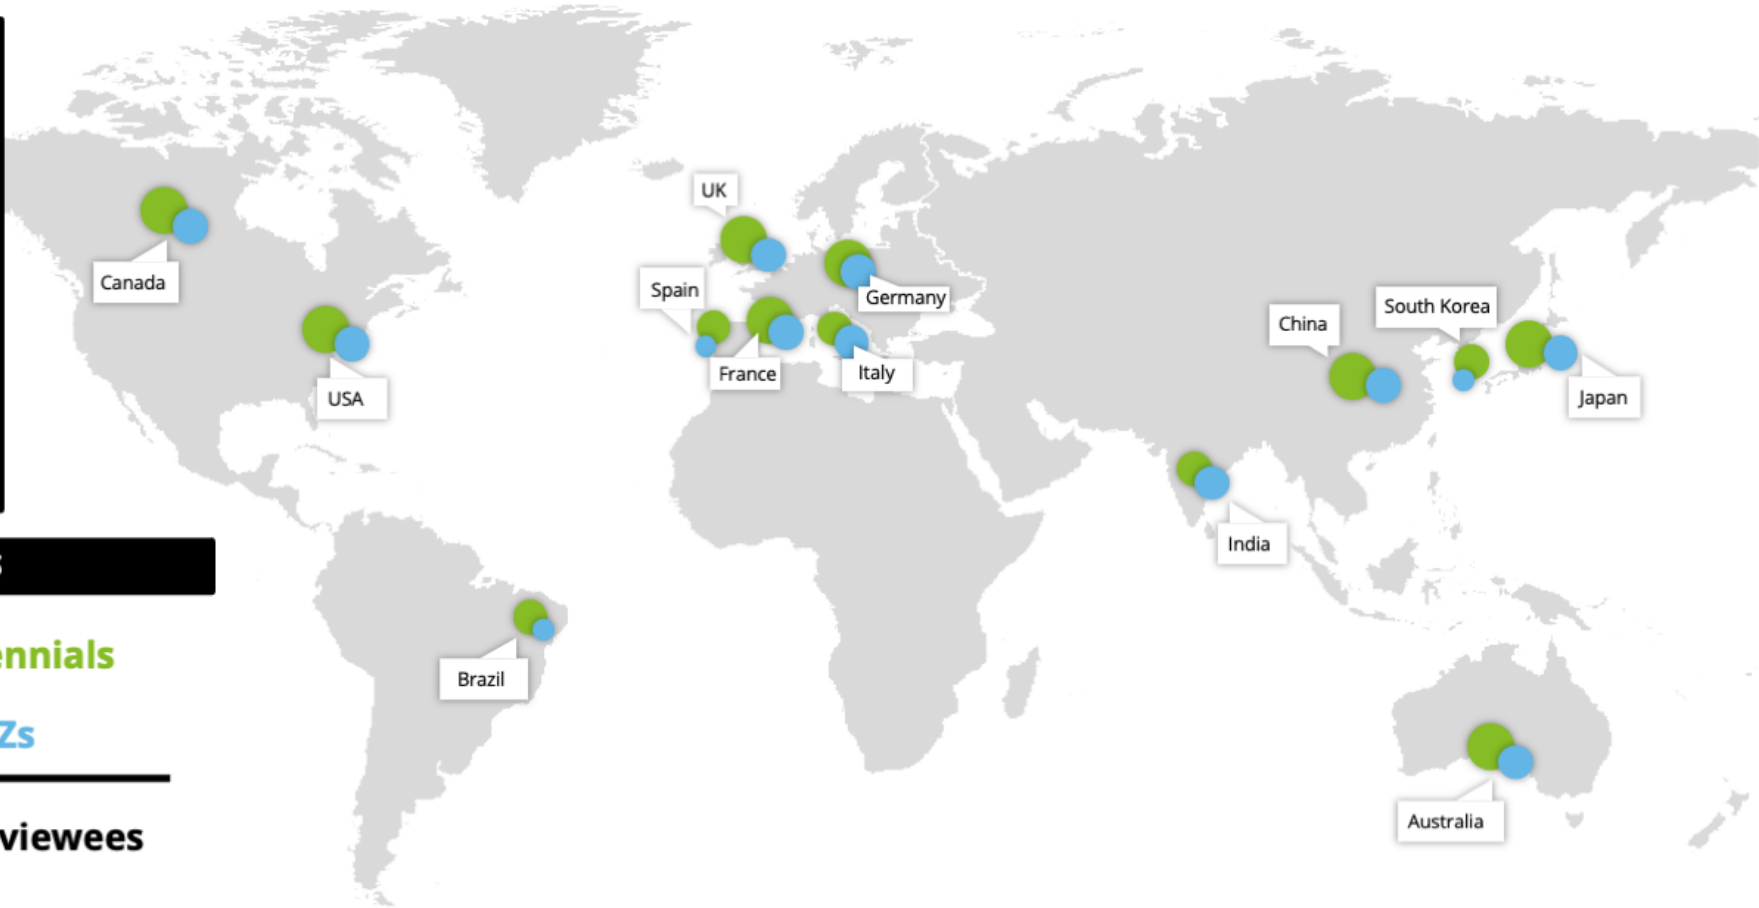 UK
Canada
Spain
Germany
South Korea
China
France
Italy
USA
Japan
India
s
ennials
Brazil
Zs
Australia
viewees